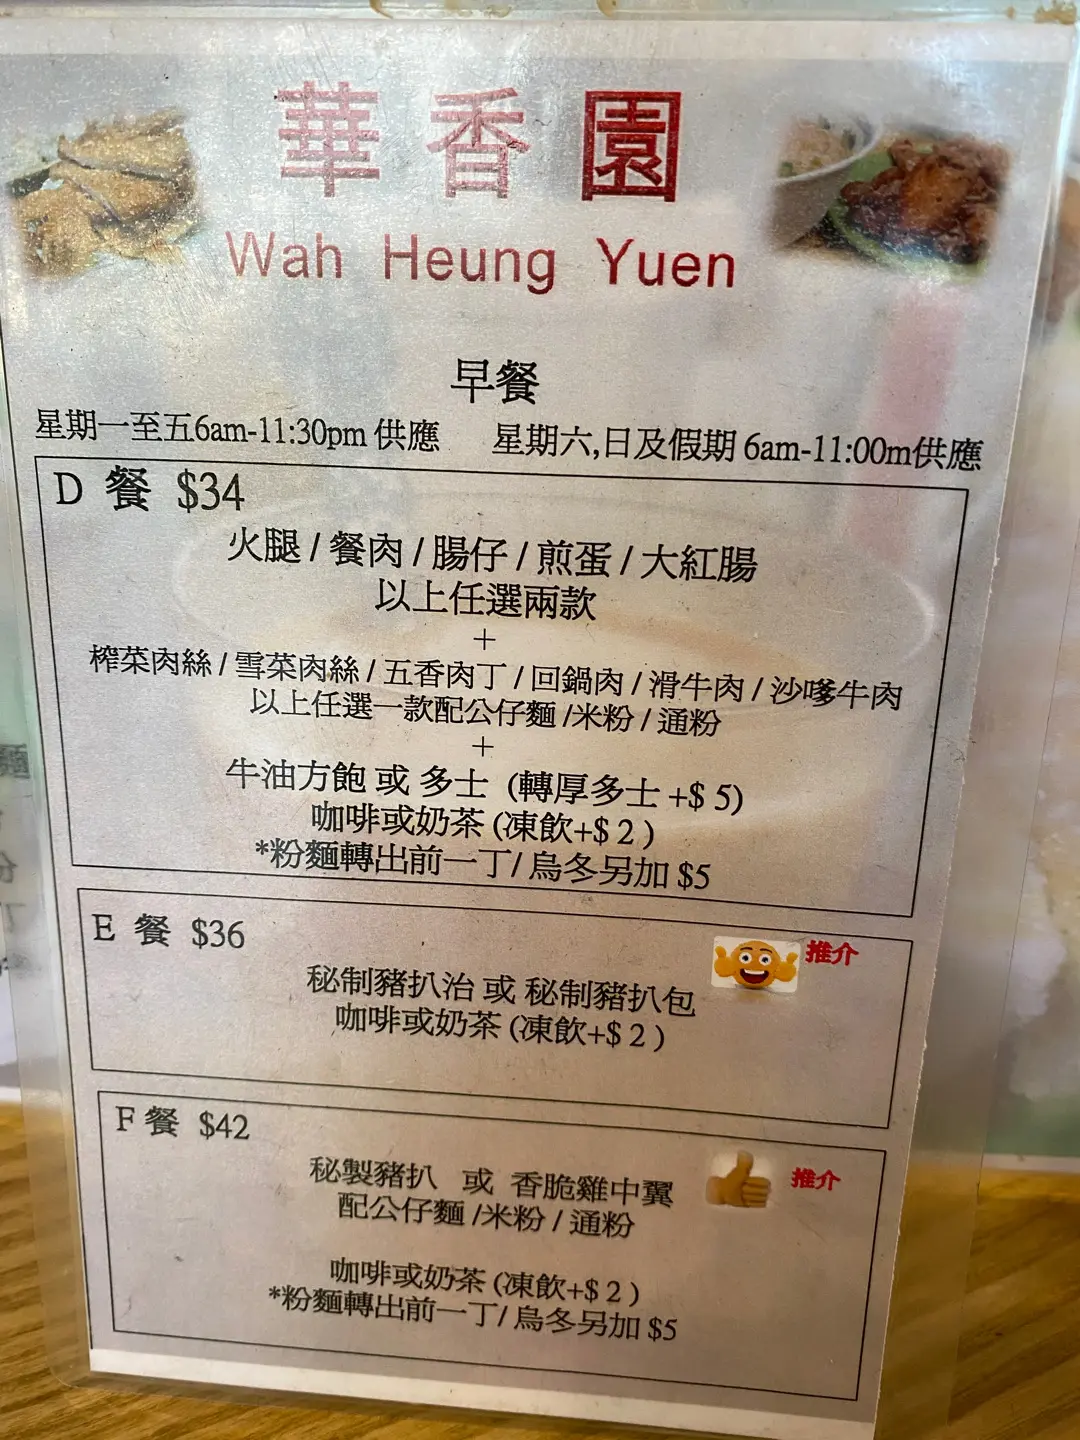 華香園
Wah Heung Yuen
早餐
星期一至五6am-11:30pm 供應 星期六,日及假期 6am-11:00m供應
D 餐 $34
火腿 / 餐肉 / 腸仔 / 煎蛋 / 大紅腸
以上任選兩款
+
榨菜肉絲 / 雪菜肉絲 / 五香肉丁 / 回鍋肉 / 滑牛肉 / 沙嗲牛肉
以上任選一款配公仔麵 /米粉 / 通粉
+
牛油方飽 或 多士 (轉厚多士 +$ 5)
咖啡或奶茶 (凍飲+$ 2 )
*粉麵轉出前一丁/ 烏冬另加 $5
E 餐 $36
推介
秘制豬扒治 或 秘制豬扒包
咖啡或奶茶 (凍飲+$ 2 )
F 餐 $42
推介
秘製豬扒 或 香脆雞中翼
配公仔麵 /米粉 / 通粉
咖啡或奶茶 (凍飲+$ 2 )
*粉麵轉出前一丁/ 烏冬另加 $5